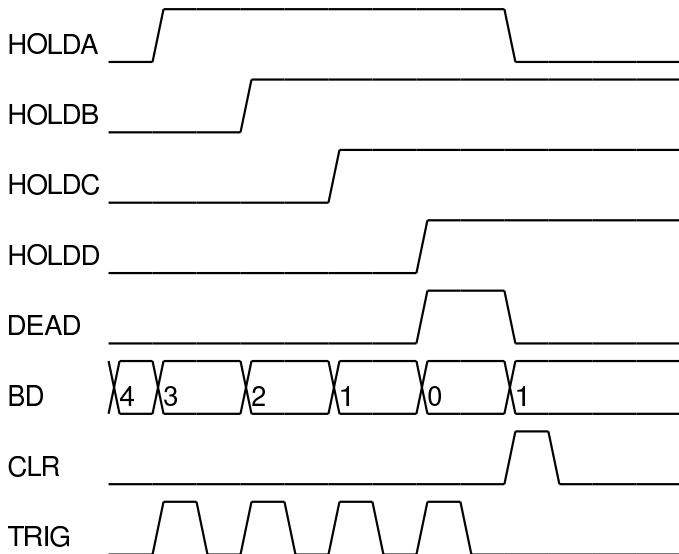 HOLDA
HOLDB
HOLDC
HOLDD
DEAD
BD 4 3 2 1 0 1
CLR
TRIG